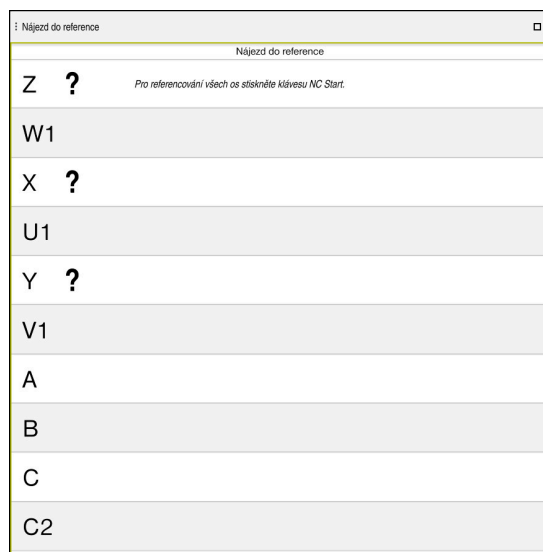 Nájezd do reference
Nájezd do reference
Z ? Pro referencování všech os stiskněte klávesu NC Start.
W1
X ?
U1
Y ?
V1
A
B
C
C2